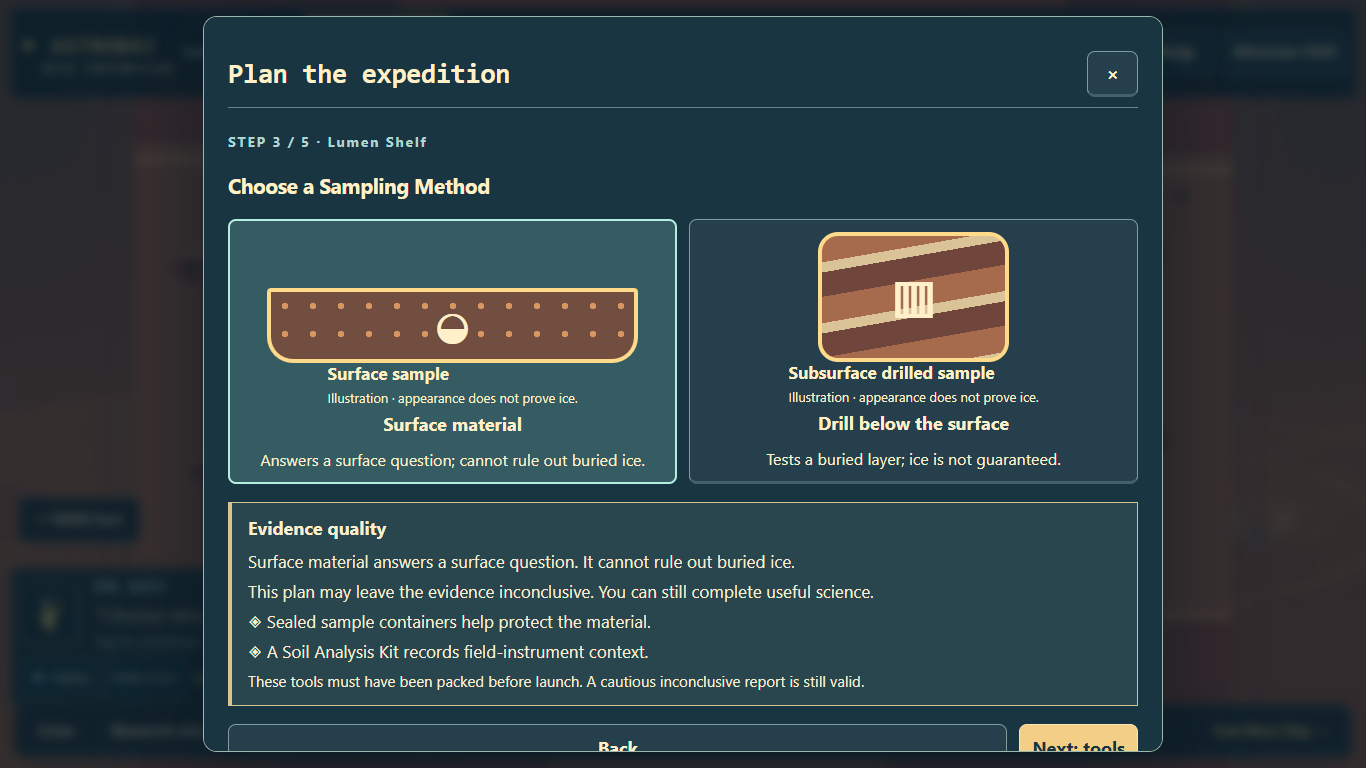 Plan the expedition
×
STEP 3 / 5 · Lumen Shelf
Choose a Sampling Method
Surface sample
Illustration · appearance does not prove ice.
Surface material
Answers a surface question; cannot rule out buried ice.
Subsurface drilled sample
Illustration · appearance does not prove ice.
Drill below the surface
Tests a buried layer; ice is not guaranteed.
Evidence quality
Surface material answers a surface question. It cannot rule out buried ice.
This plan may leave the evidence inconclusive. You can still complete useful science.
◈ Sealed sample containers help protect the material.
◈ A Soil Analysis Kit records field-instrument context.
These tools must have been packed before launch. A cautious inconclusive report is still valid.
Back
Next: tools